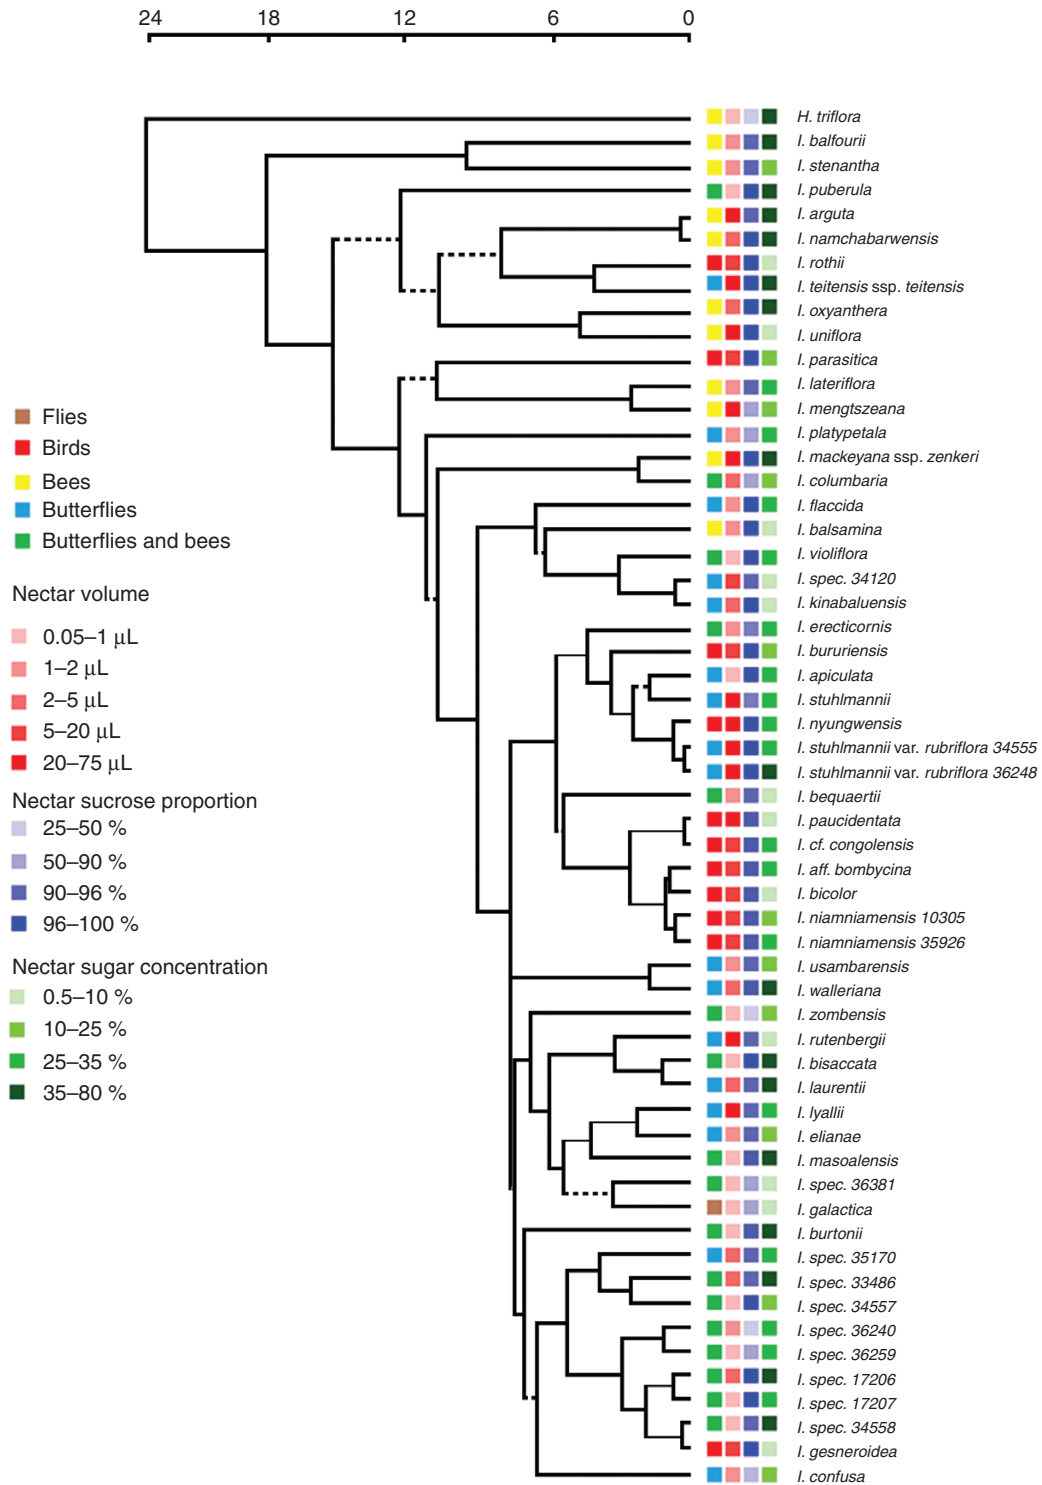 24 18 12 6 0
H. triflora
I. balfourii
I. stenantha
I. puberula
I. arguta
I. namchabarwensis
I. rothii
I. teitensis ssp. teitensis
I. oxyanthera
I. uniflora
I. parasitica
I. lateriflora
I. mengtszeana
I. platypetala
I. mackeyana ssp. zenkeri
I. columbaria
I. flaccida
I. balsamina
I. violiflora
I. spec. 34120
I. kinabaluensis
I. erecticornis
I. bururiensis
I. apiculata
I. stuhlmannii
I. nyungwensis
I. stuhlmannii var. rubriflora 34555
I. stuhlmannii var. rubriflora 36248
I. bequaertii
I. paucidentata
I. cf. congolensis
I. aff. bombycina
I. bicolor
I. niamniamensis 10305
I. niamniamensis 35926
I. usambarensis
I. walleriana
I. zombensis
I. rutenbergii
I. bisaccata
I. laurentii
I. lyallii
I. elianae
I. masoalensis
I. spec. 36381
I. galactica
I. burtonii
I. spec. 35170
I. spec. 33486
I. spec. 34557
I. spec. 36240
I. spec. 36259
I. spec. 17206
I. spec. 17207
I. spec. 34558
I. gesneroidea
I. confusa
Flies
Birds
Bees
Butterflies
Butterflies and bees
Nectar volume
0.05–1 μL
1–2 μL
2–5 μL
5–20 μL
20–75 μL
Nectar sucrose proportion
25–50 %
50–90 %
90–96 %
96–100 %
Nectar sugar concentration
0.5–10 %
10–25 %
25–35 %
35–80 %